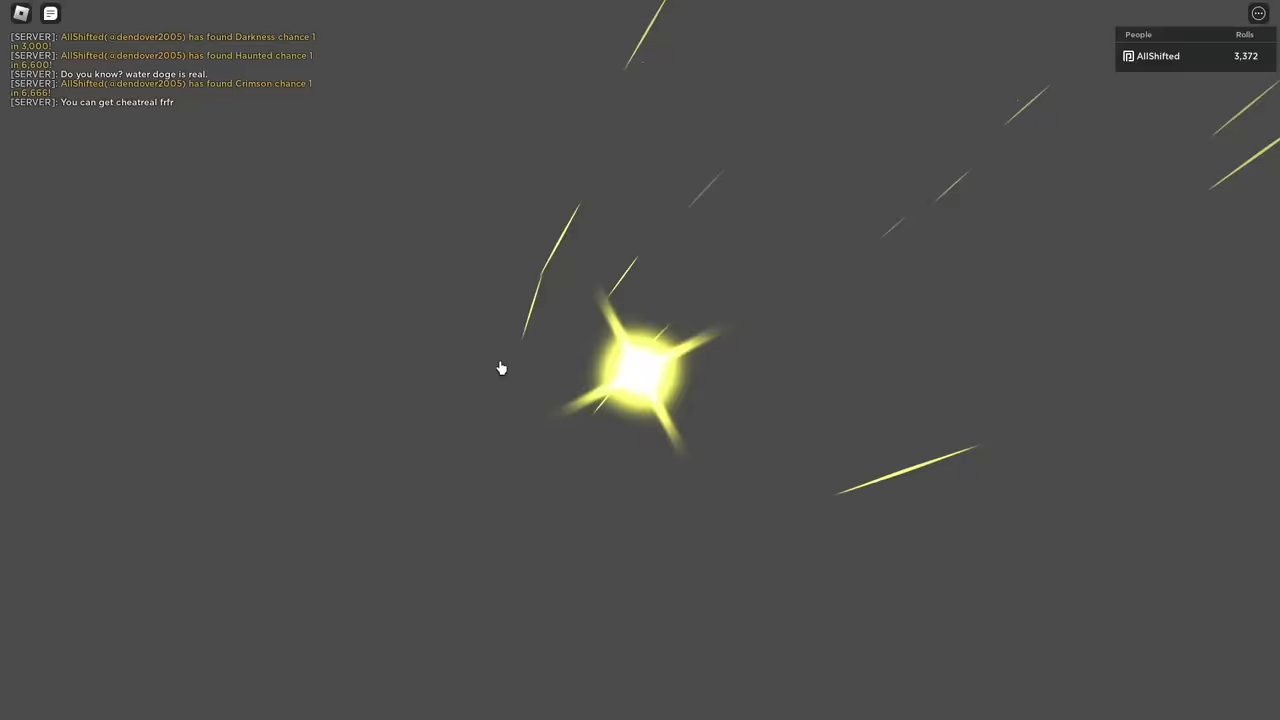 [SERVER]: AllShifted(@dendover2005) has found Darkness chance 1
in 3,000!
[SERVER]: AllShifted(@dendover2005) has found Haunted chance 1
in 6,600!
[SERVER]: Do you know? water doge is real.
[SERVER]: AllShifted(@dendover2005) has found Crimson chance 1
in 6,666!
[SERVER]: You can get cheatreal frfr
People Rolls
AllShifted 3,372